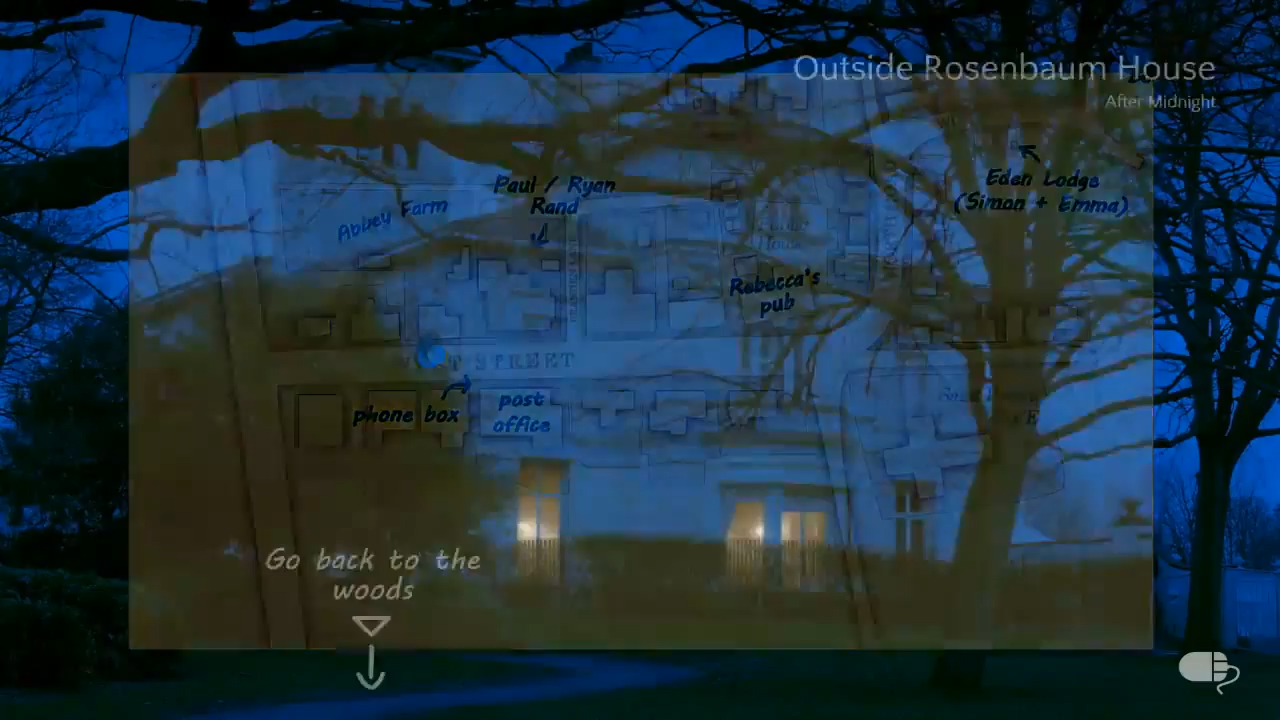 Outside Rosenbaum House
After Midnight
Eden Lodge
(Simon + Emma)
Paul / Ryan
Rand
Abbey Farm
Rebecca's
pub
STREET
phone box
post
office
Go back to the
woods